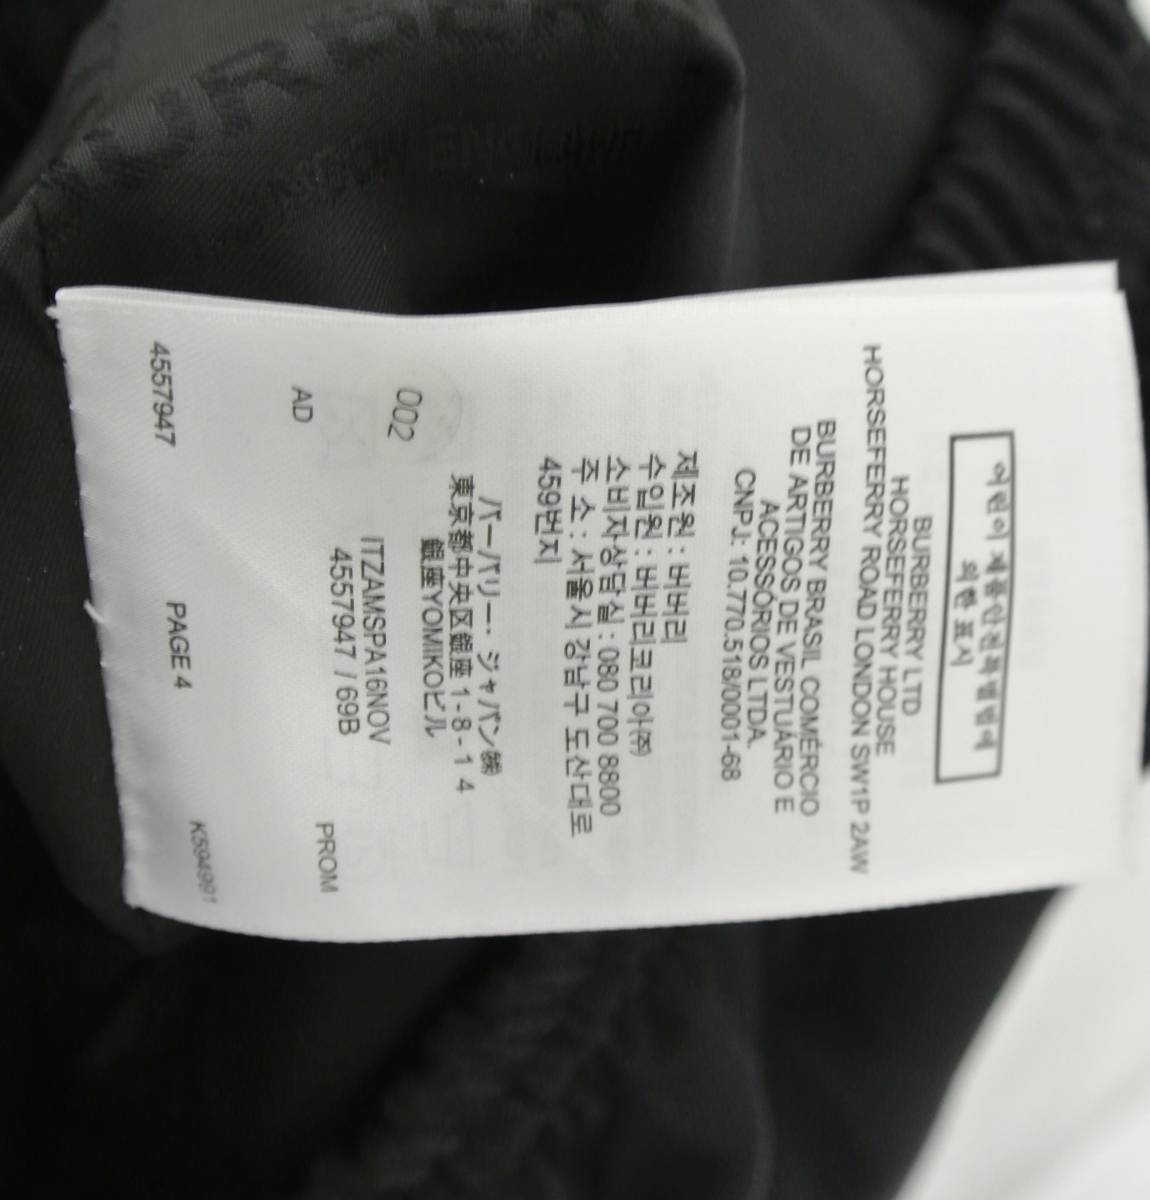 어린이 제품안전특별법에
의한 표시
BURBERRY LTD
HORSEFERRY HOUSE
HORSEFERRY ROAD LONDON SW1P 2AW
BURBERRY BRASIL COMÉRCIO
DE ARTIGOS DE VESTUÁRIO E
ACESSÓRIOS LTDA.
CNPJ: 10.770.518/0001-68
제조원 : 버버리
수입원 : 버버리코리아㈜
소비자상담실 : 080 700 8800
주 소 : 서울시 강남구 도산대로
459번지
バーバリー・ジャパン㈱
東京都中央区銀座1-8-14
銀座YOMIKOビル
002
ITZAMSPA16NOV
4557947 / 69B
AD
PROM
4557947
PAGE 4
K594991
ENGLAND